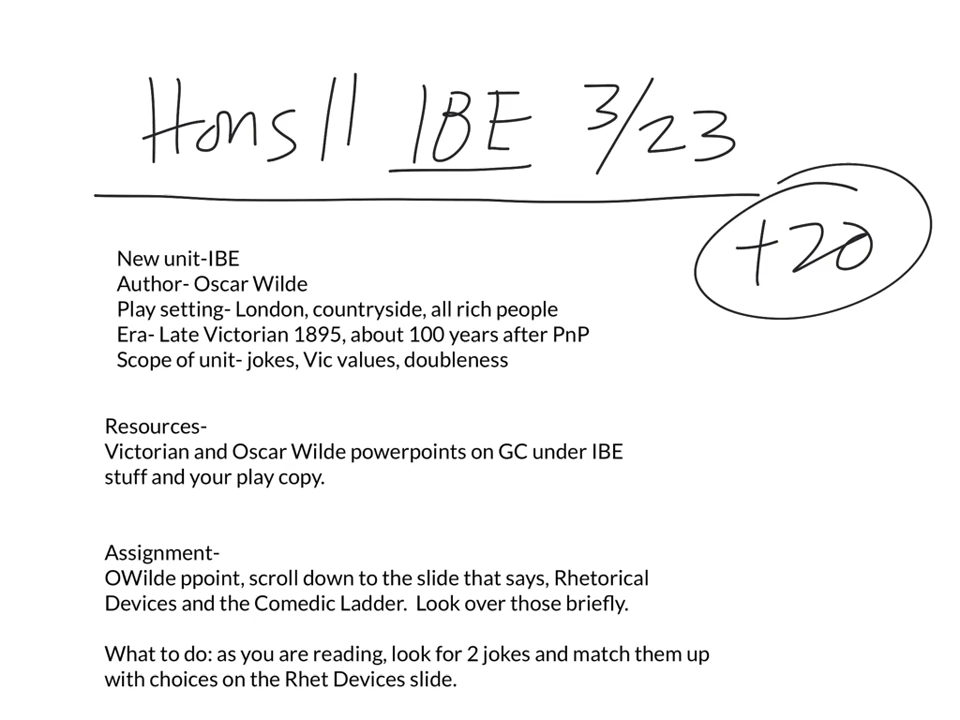 Hons 11 IBE 3/23
+20
New unit-IBE
Author- Oscar Wilde
Play setting- London, countryside, all rich people
Era- Late Victorian 1895, about 100 years after PnP
Scope of unit- jokes, Vic values, doubleness
Resources-
Victorian and Oscar Wilde powerpoints on GC under IBE
stuff and your play copy.
Assignment-
OWilde ppoint, scroll down to the slide that says, Rhetorical
Devices and the Comedic Ladder.  Look over those briefly.
What to do: as you are reading, look for 2 jokes and match them up
with choices on the Rhet Devices slide.